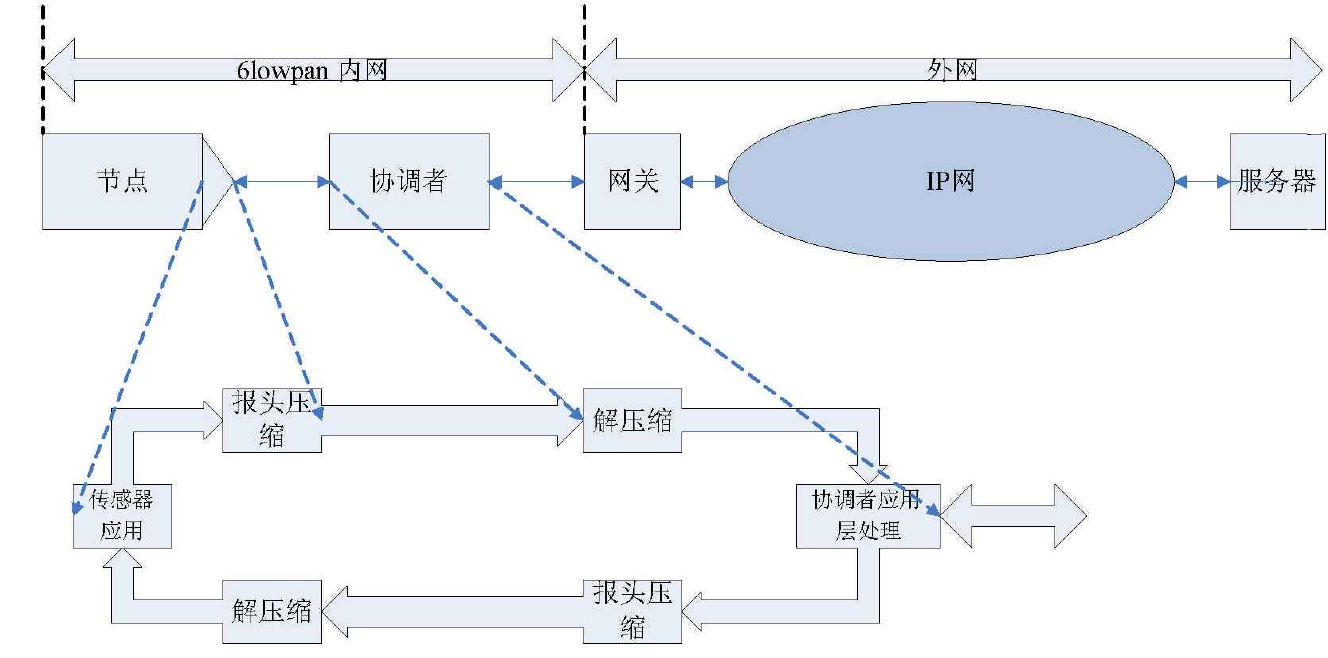 6lowpan 内网
外网
节点
协调者
网关
IP网
服务器
报头压
缩
解压缩
传感器
应用
协调者应用
层处理
解压缩
报头压
缩